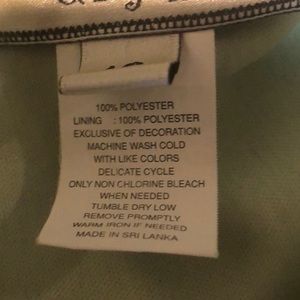 100% POLYESTER
LINING : 100% POLYESTER
EXCLUSIVE OF DECORATION
MACHINE WASH COLD
WITH LIKE COLORS
DELICATE CYCLE
ONLY NON CHLORINE BLEACH
WHEN NEEDED
TUMBLE DRY LOW
REMOVE PROMPTLY
WARM IRON IF NEEDED
MADE IN SRI LANKA